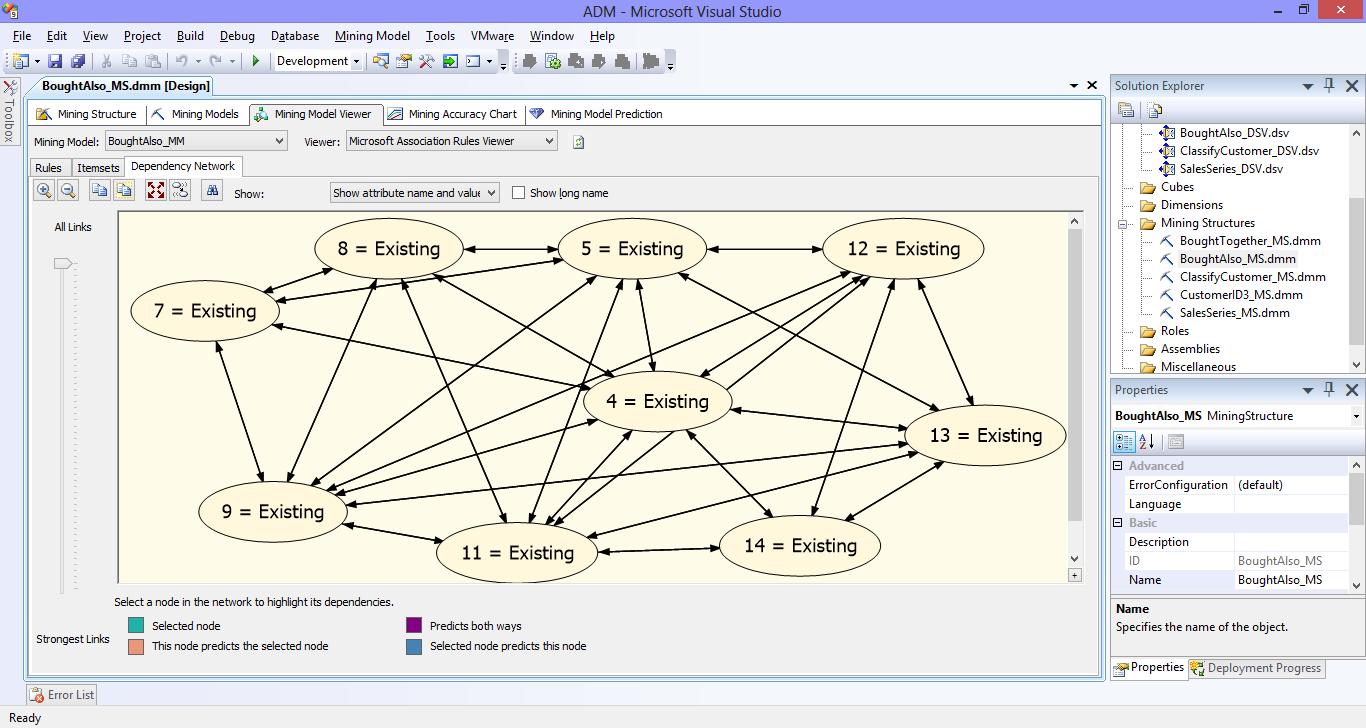 ADM - Microsoft Visual Studio
File Edit View Project Build Debug Database Mining Model Tools VMware Window Help
Development
Toolbox
BoughtAlso_MS.dmm [Design]
Mining Structure Mining Models Mining Model Viewer Mining Accuracy Chart Mining Model Prediction
Mining Model: BoughtAlso_MM Viewer: Microsoft Association Rules Viewer
Rules Itemsets Dependency Network
Show: Show attribute name and value Show long name
All Links
8 = Existing
5 = Existing
12 = Existing
7 = Existing
4 = Existing
13 = Existing
9 = Existing
11 = Existing
14 = Existing
Select a node in the network to highlight its dependencies.
Strongest Links
Selected node
Predicts both ways
This node predicts the selected node
Selected node predicts this node
Error List
Ready
Solution Explorer
BoughtAlso_DSV.dsv
ClassifyCustomer_DSV.dsv
SalesSeries_DSV.dsv
Cubes
Dimensions
Mining Structures
BoughtTogether_MS.dmm
BoughtAlso_MS.dmm
ClassifyCustomer_MS.dmm
CustomerID3_MS.dmm
SalesSeries_MS.dmm
Roles
Assemblies
Miscellaneous
Properties
BoughtAlso_MS MiningStructure
Advanced
ErrorConfiguration (default)
Language
Basic
Description
ID BoughtAlso_MS
Name BoughtAlso_MS
Name
Specifies the name of the object.
Properties Deployment Progress